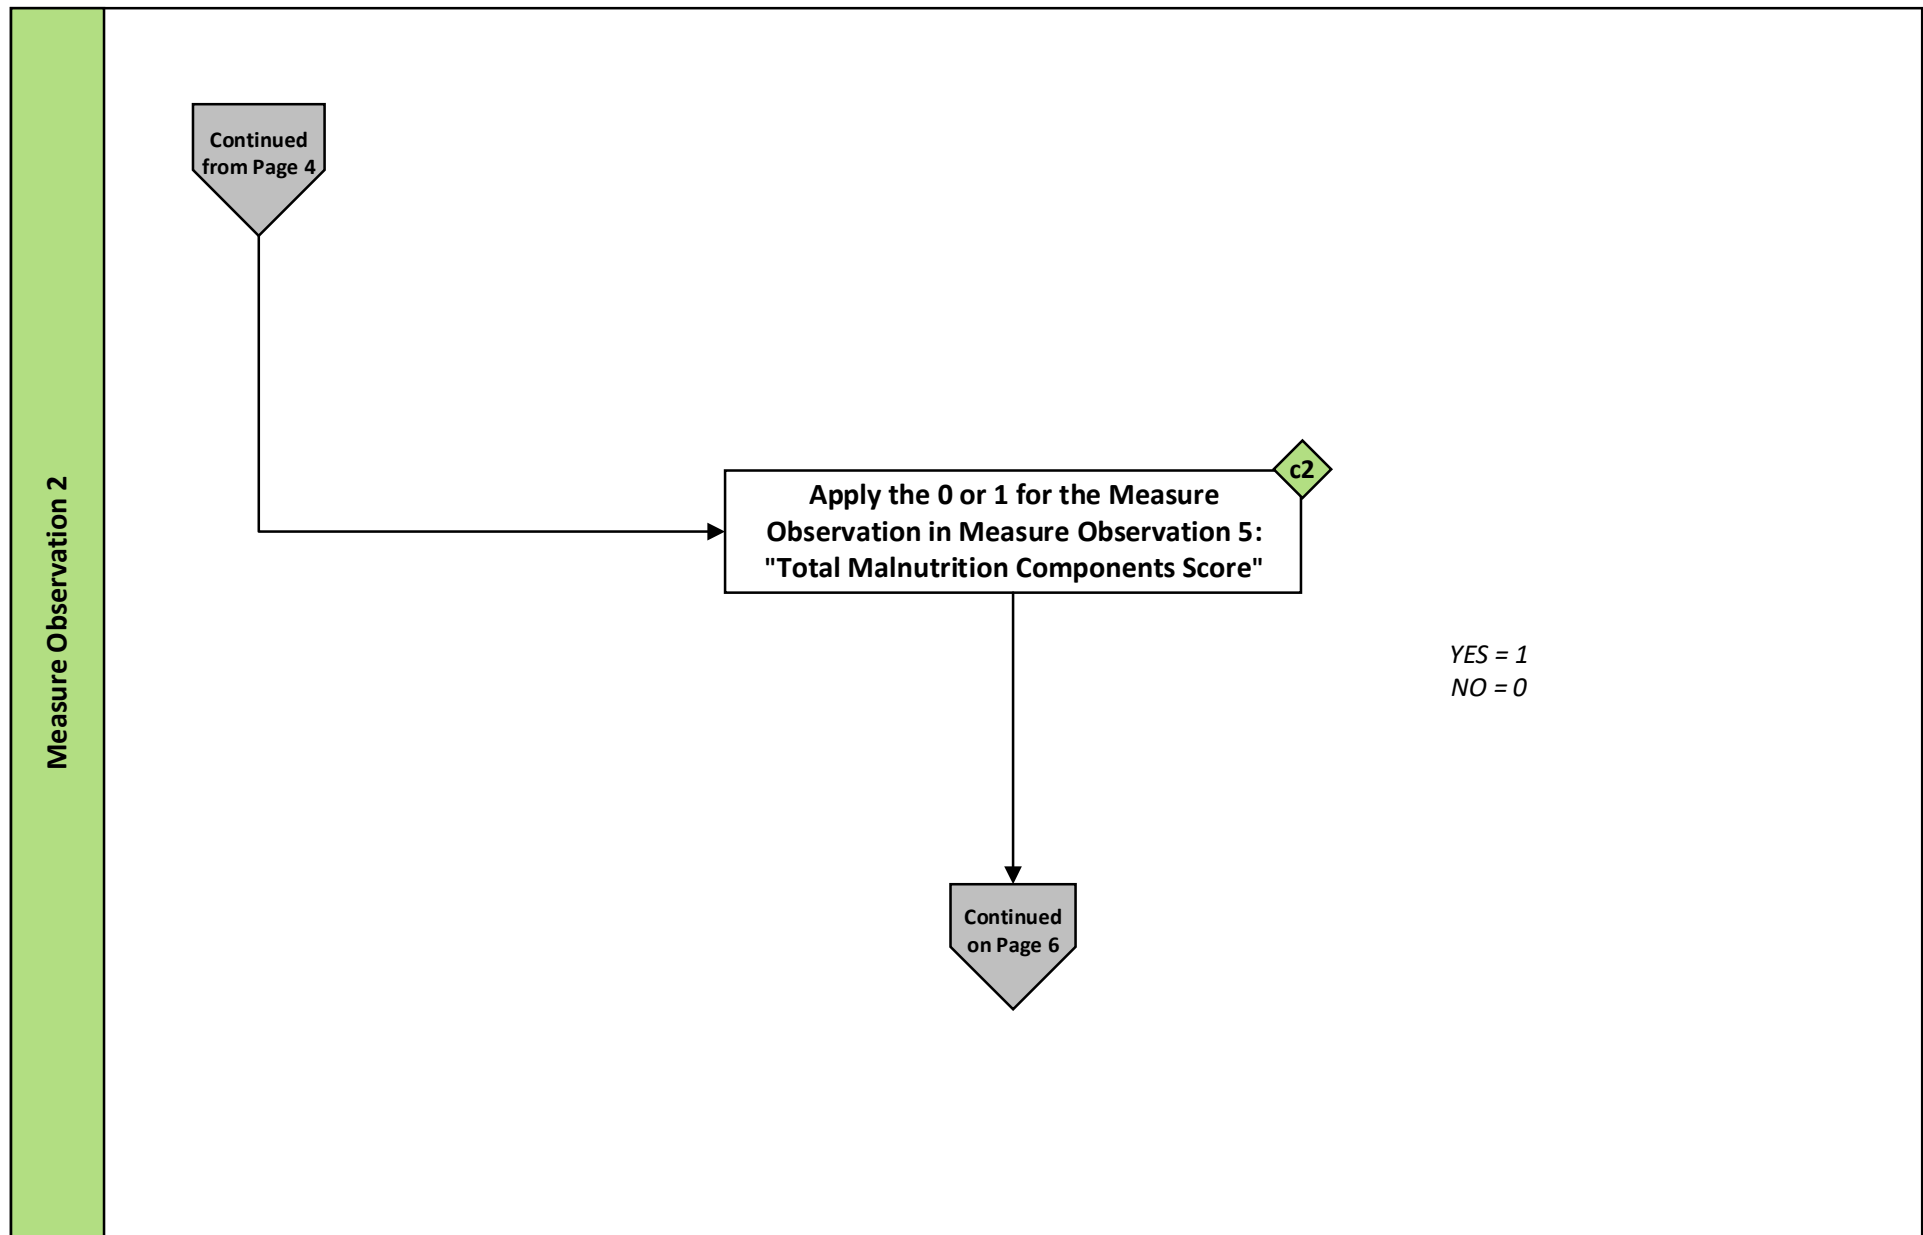 Measure Observation 2
Continued
from Page 4
c2
Apply the 0 or 1 for the Measure
Observation in Measure Observation 5:
"Total Malnutrition Components Score"
YES = 1
NO = 0
Continued
on Page 6